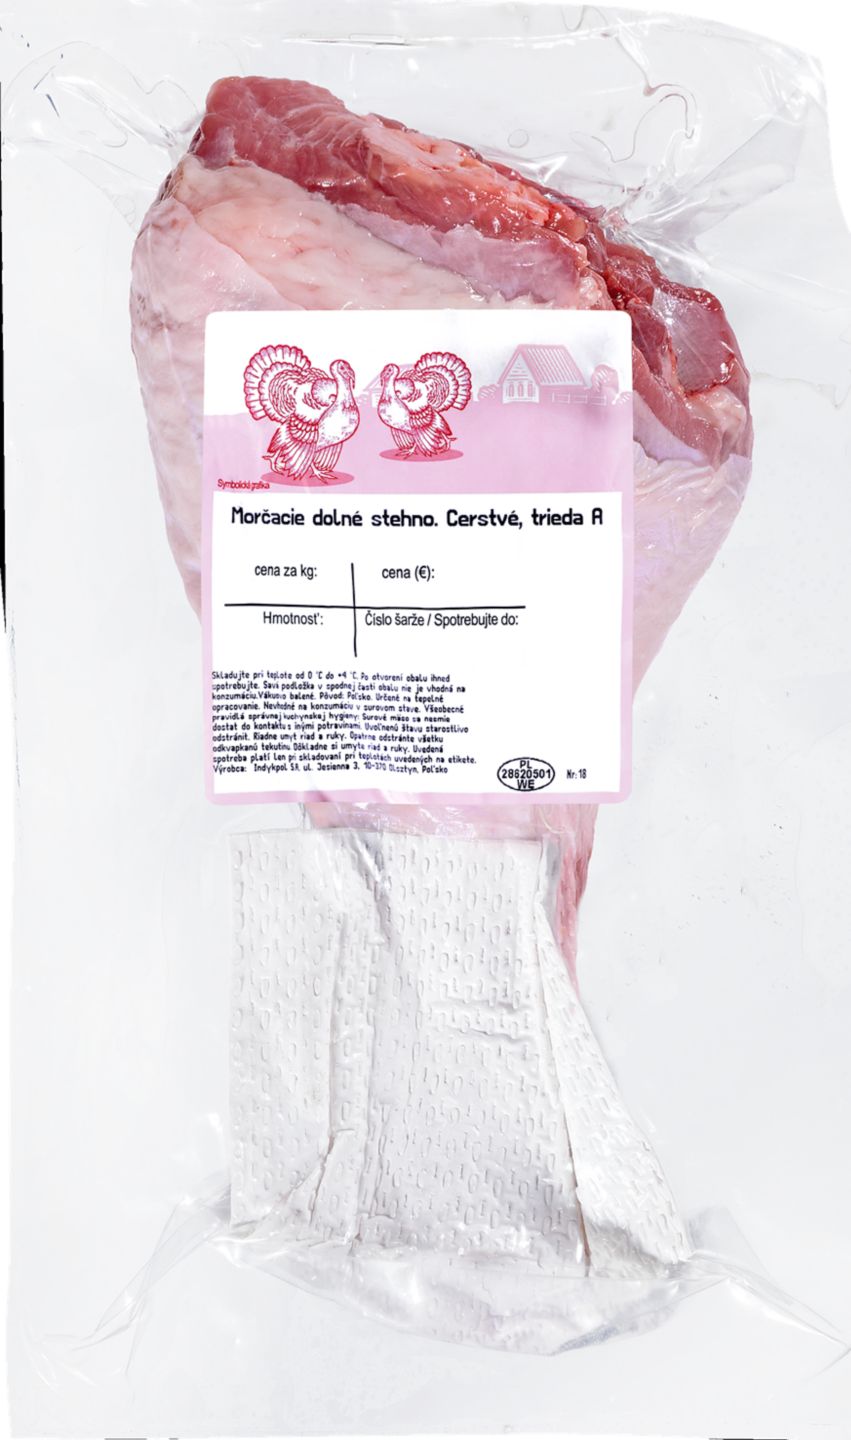 Symbolická grafika
Morčacie dolné stehno. Cerstvé, trieda A
cena za kg:
cena (€):
Hmotnosť:
Číslo šarže / Spotrebujte do:
Skladujte pri teplote od 0 °C do +4 °C. Po otvorení obalu ihneď
spotrebujte. Savá podložka v spodnej časti obalu nie je vhodná na
konzumáciu. Vákuovo balené. Pôvod: Poľsko. Určené na tepelné
opracovanie. Nevhodné na konzumáciu v surovom stave. Všeobecné
pravidlá správnej kuchynskej hygieny: Surové mäso sa nesmie
dostať do kontaktu s inými potravinami. Uvoľnenú šťavu starostlivo
odstrániť. Riadne umyť riad a ruky. Opatrne odstránte všetku
odkvapkanú tekutinu Dôkladne si umyte riad a ruky. Uvedená
spotreba platí len pri skladovaní pri teplotách uvedených na etikete.
Výrobca: Indykpol S.A. ul. Jesienna 3, 10-370 Olsztyn, Poľsko
PL
28620501
WE
Nr: 18